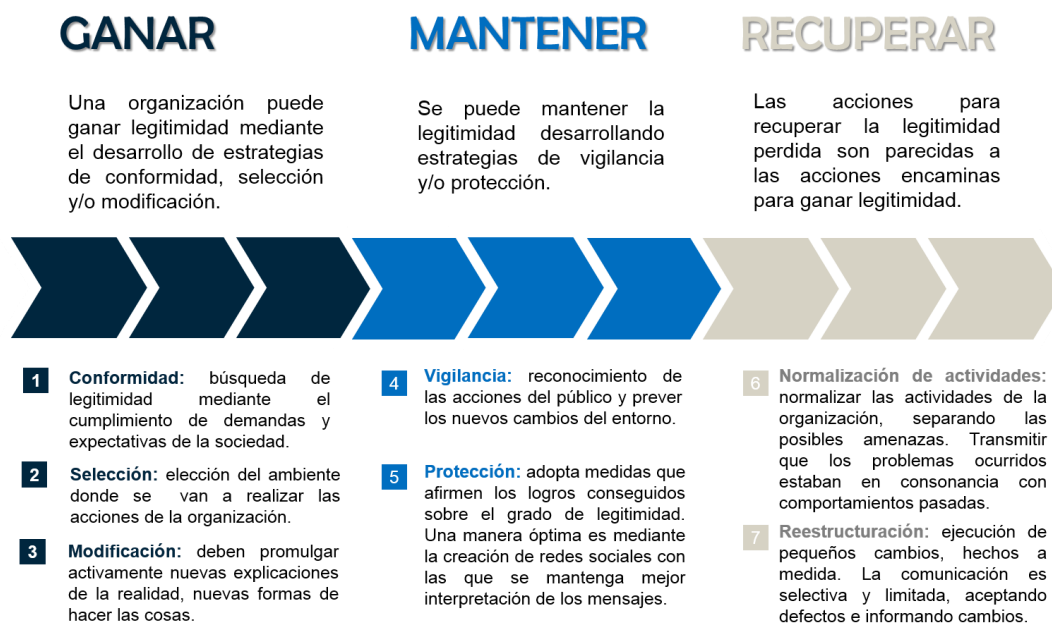 GANAR
Una organización puede
ganar legitimidad mediante
el desarrollo de estrategias
de conformidad, selección
y/o modificación.
MANTENER
Se puede mantener la
legitimidad desarrollando
estrategias de vigilancia
y/o protección.
RECUPERAR
Las acciones para
recuperar la legitimidad
perdida son parecidas a
las acciones encaminas
para ganar legitimidad.
1 Conformidad: búsqueda de
legitimidad mediante el
cumplimiento de demandas y
expectativas de la sociedad.
2 Selección: elección del ambiente
donde se van a realizar las
acciones de la organización.
3 Modificación: deben promulgar
activamente nuevas explicaciones
de la realidad, nuevas formas de
hacer las cosas.
4 Vigilancia: reconocimiento de
las acciones del público y prever
los nuevos cambios del entorno.
5 Protección: adopta medidas que
afirmen los logros conseguidos
sobre el grado de legitimidad.
Una manera óptima es mediante
la creación de redes sociales con
las que se mantenga mejor
interpretación de los mensajes.
6 Normalización de actividades:
normalizar las actividades de la
organización, separando las
posibles amenazas. Transmitir
que los problemas ocurridos
estaban en consonancia con
comportamientos pasadas.
7 Reestructuración: ejecución de
pequeños cambios, hechos a
medida. La comunicación es
selectiva y limitada, aceptando
defectos e informando cambios.